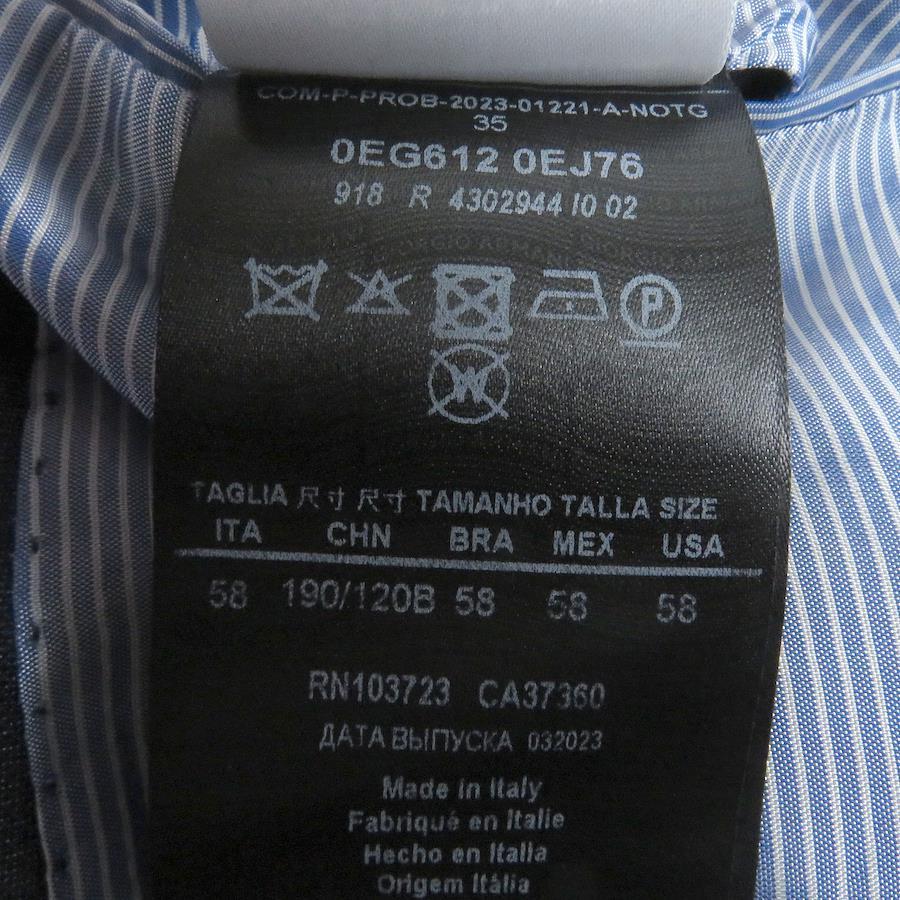 COM-P-PROB-2023-01221-A-NOTG
35
0EG612 0EJ76
918 R 4302944 I0 02
P
W
TAGLIA 尺寸 尺寸 TAMANHO TALLA SIZE
ITA CHN BRA MEX USA
58 190/120B 58 58 58
RN103723 CA37360
ДАТА ВЫПУСКА 032023
Made in Italy
Fabriqué en Italie
Hecho en Italia
Origem Itália